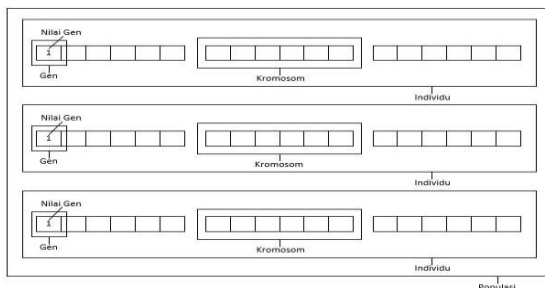 Nilai Gen
1
Gen
Kromosom
Individu
Nilai Gen
1
Gen
Kromosom
Individu
Nilai Gen
1
Gen
Kromosom
Individu
Populasi